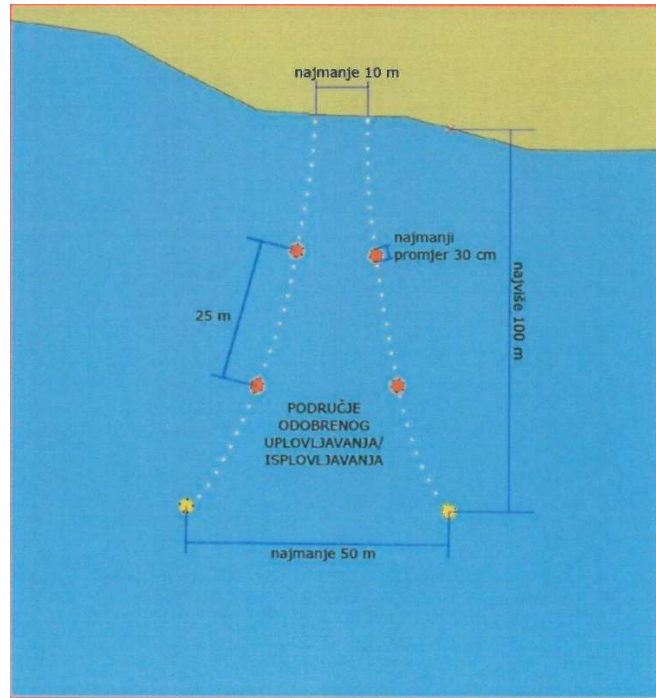 najmanje 10 m
najmanji
promjer 30 cm
25 m
najviše 100 m
PODRUČJE
ODOBRENOG
UPLOVLJAVANJA/
ISPLOVLJAVANJA
najmanje 50 m